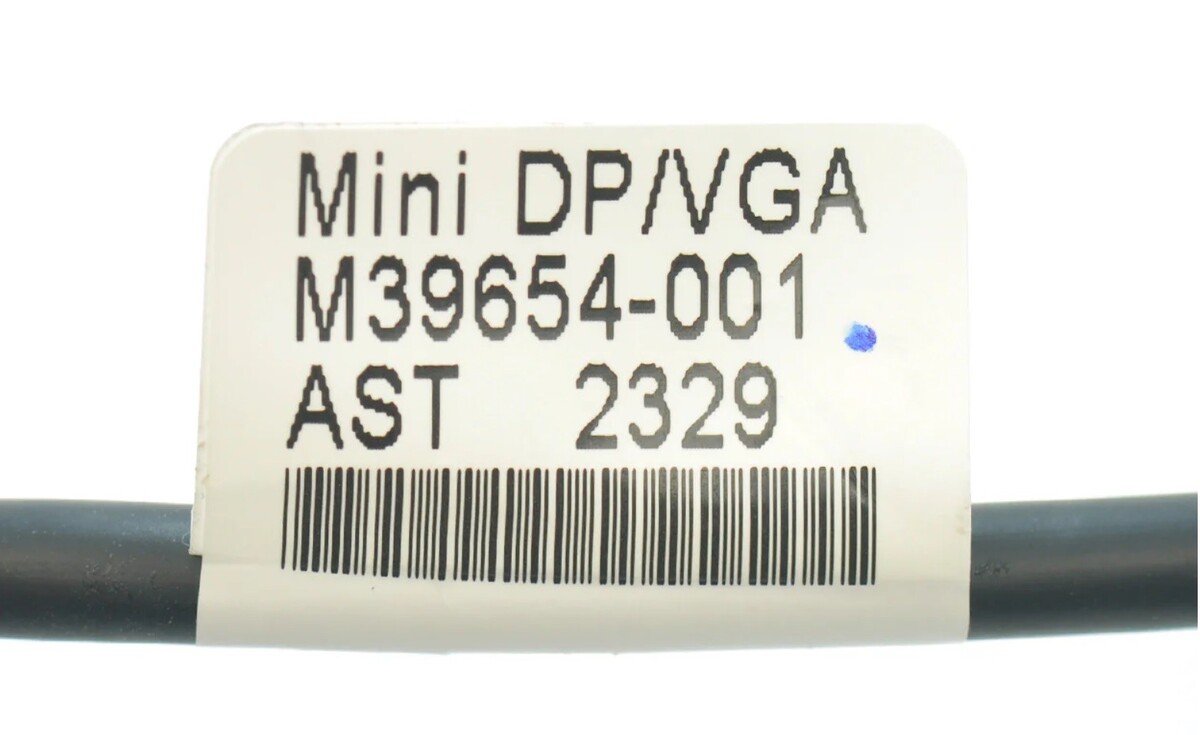 Mini DP/VGA
M39654-001
AST 2329